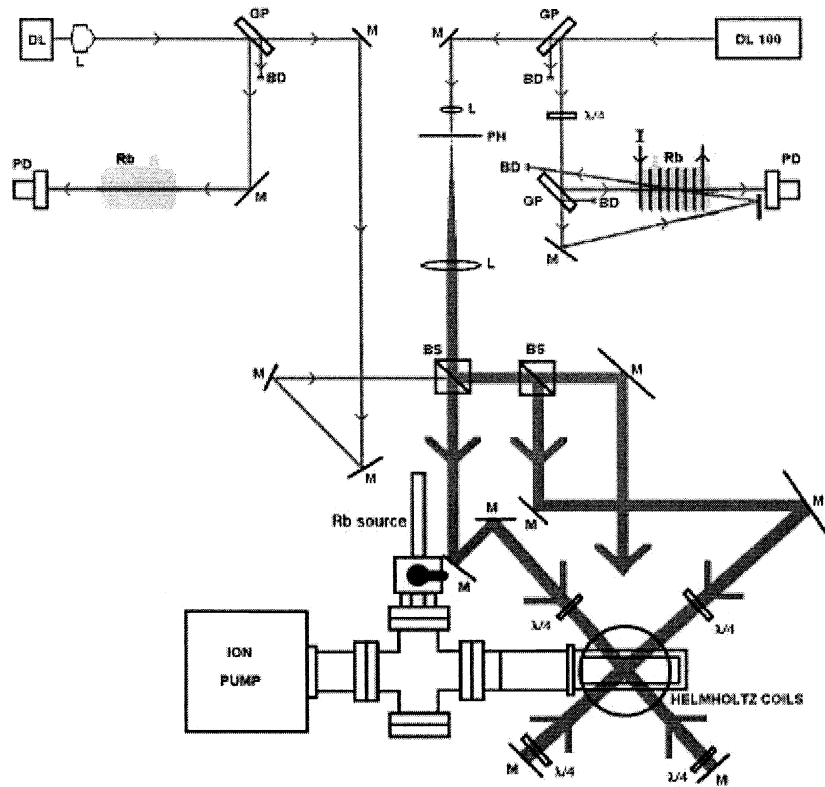 GP
GP
M
M
DL
DL 100
L
BD
BD
L
λ/4
PH
I
Rb
PD
PD
Rb
BD
M
GP
BD
M
L
BS
BS
M
M
M
M
M
Rb source
M
M
λ/4
λ/4
ION
PUMP
HELMHOLTZ COILS
M
λ/4
λ/4
M